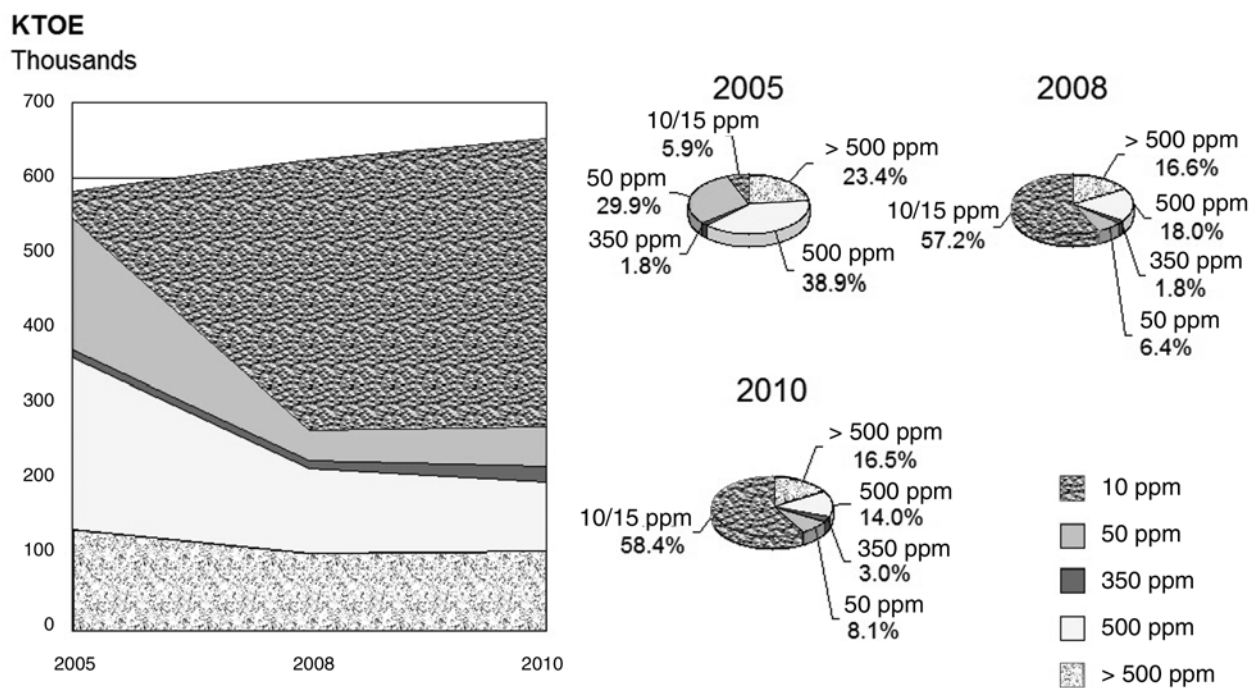 KTOE
Thousands
700
600
500
400
300
200
100
0
2005
2008
2010
2005
10/15 ppm
5.9%
> 500 ppm
23.4%
50 ppm
29.9%
350 ppm
1.8%
500 ppm
38.9%
2008
> 500 ppm
16.6%
10/15 ppm
57.2%
500 ppm
18.0%
350 ppm
1.8%
50 ppm
6.4%
2010
> 500 ppm
16.5%
10/15 ppm
58.4%
500 ppm
14.0%
350 ppm
3.0%
50 ppm
8.1%
10 ppm
50 ppm
350 ppm
500 ppm
> 500 ppm